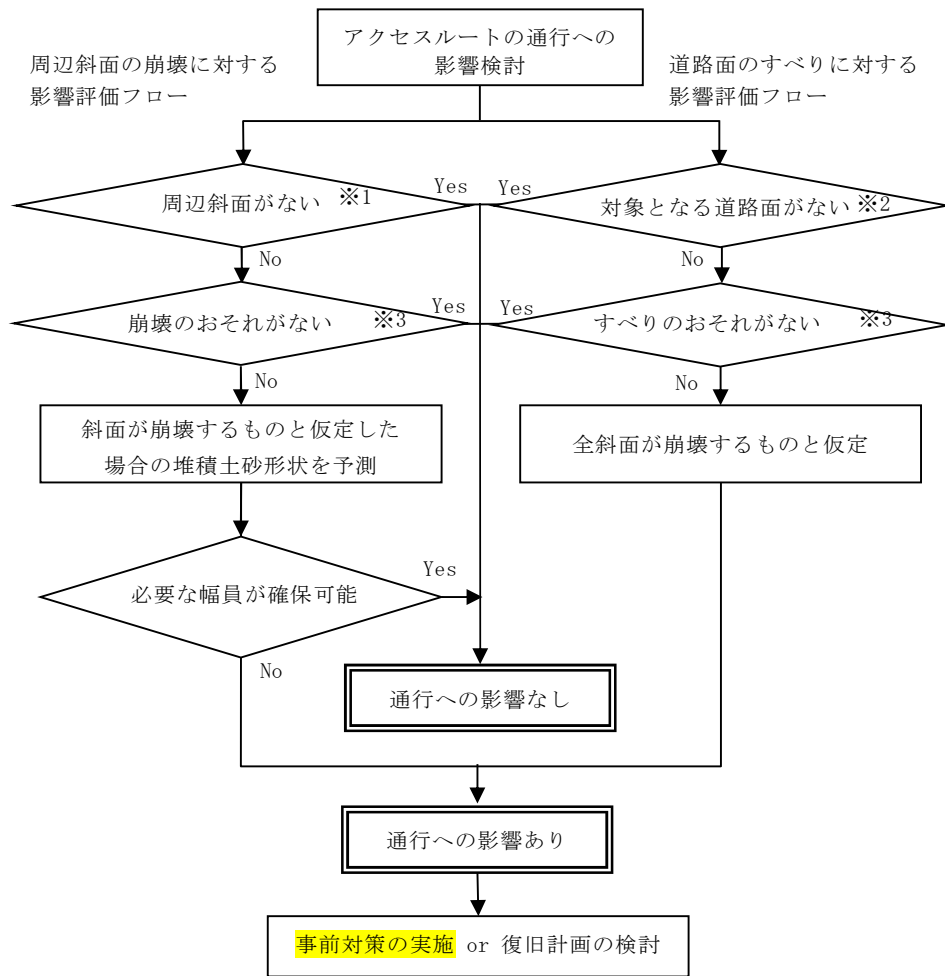 アクセスルートの通行への
影響検討
周辺斜面の崩壊に対する
影響評価フロー
道路面のすべりに対する
影響評価フロー
周辺斜面がない ※1
Yes
Yes
対象となる道路面がない※2
No
No
崩壊のおそれがない ※3
Yes
Yes
すべりのおそれがない ※3
No
No
斜面が崩壊するものと仮定した
場合の堆積土砂形状を予測
全斜面が崩壊するものと仮定
必要な幅員が確保可能
Yes
No
通行への影響なし
通行への影響あり
事前対策の実施 or 復旧計画の検討